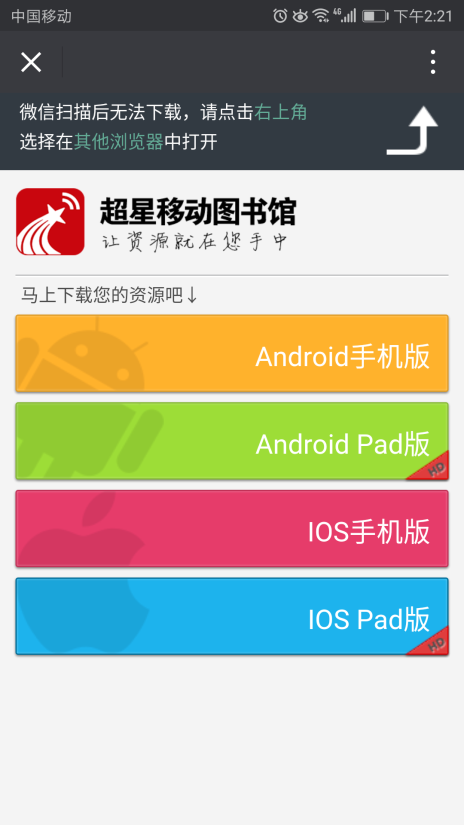 中国移动 4G 下午2:21
微信扫描后无法下载，请点击右上角
选择在其他浏览器中打开
超星移动图书馆
让资源就在您手中
马上下载您的资源吧↓
Android手机版
Android Pad版
HD
IOS手机版
IOS Pad版
HD